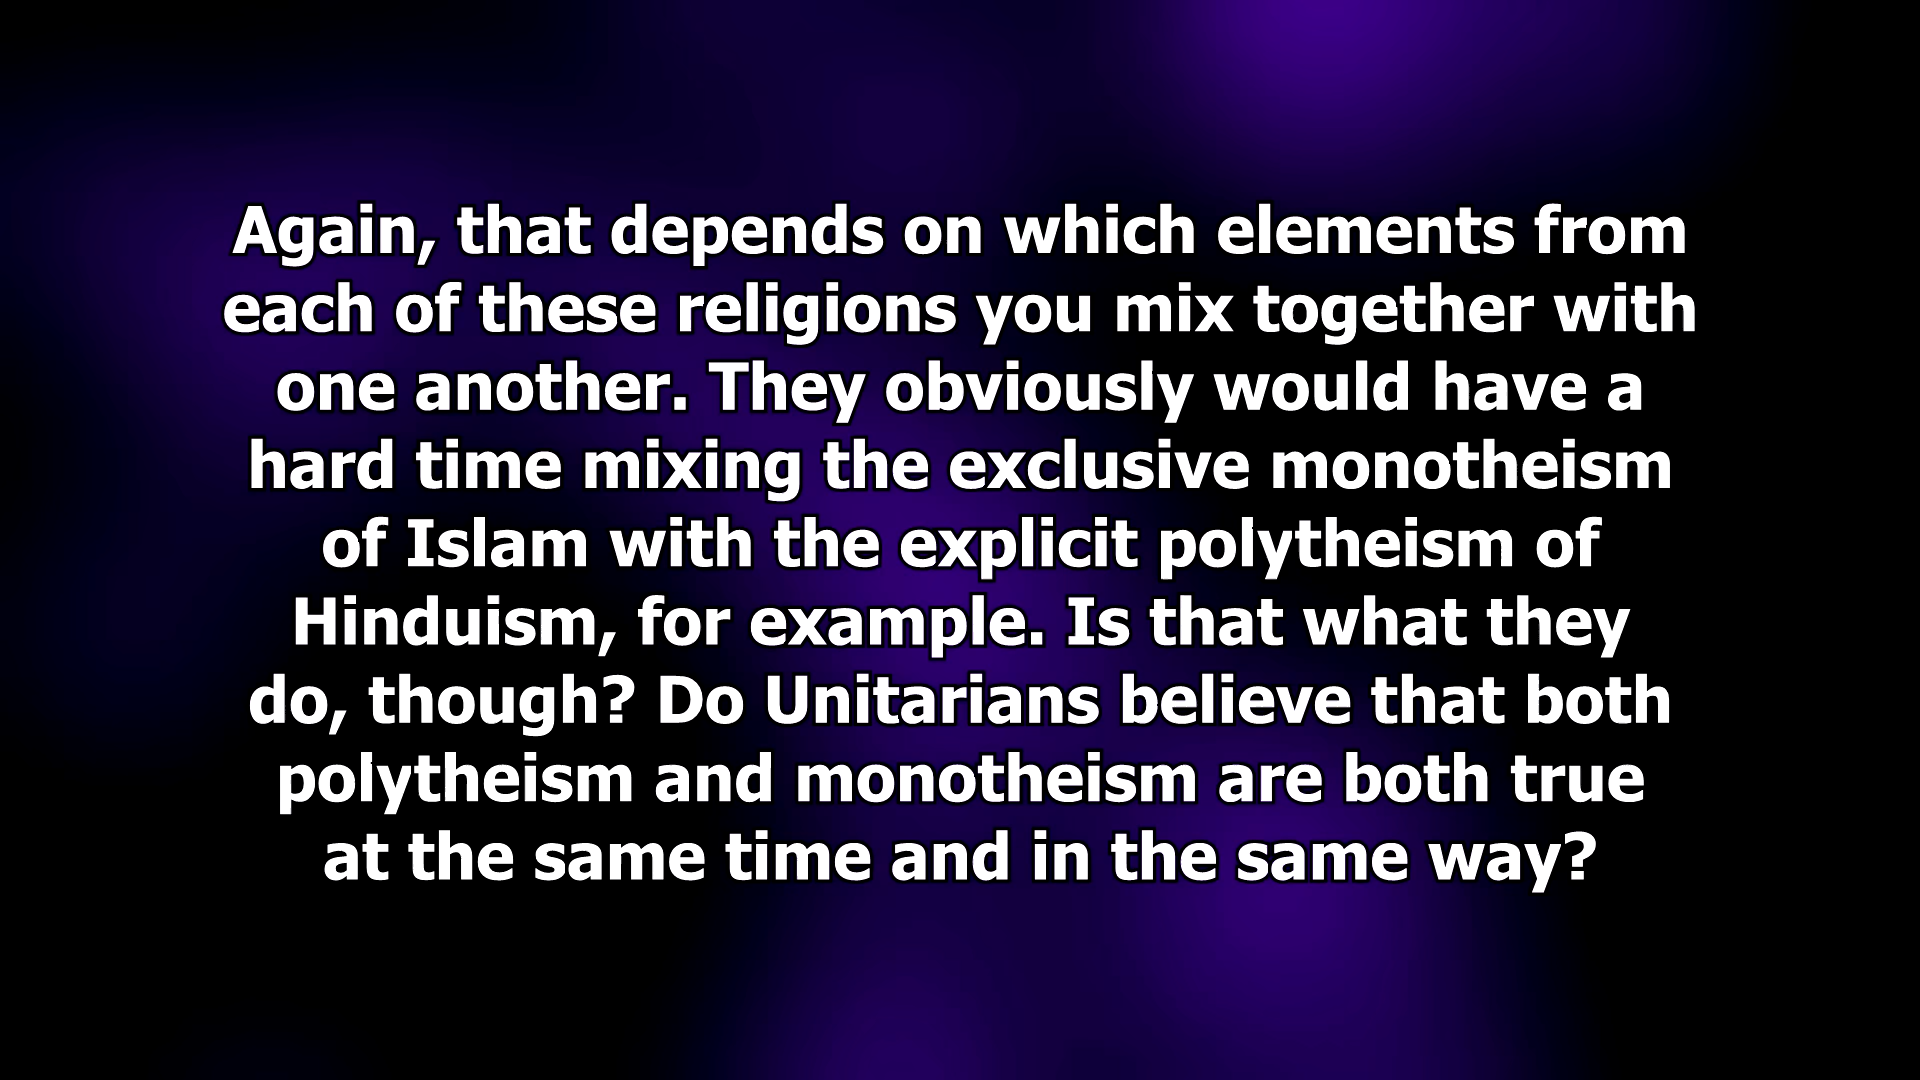 Again, that depends on which elements from
each of these religions you mix together with
one another. They obviously would have a
hard time mixing the exclusive monotheism
of Islam with the explicit polytheism of
Hinduism, for example. Is that what they
do, though? Do Unitarians believe that both
polytheism and monotheism are both true
at the same time and in the same way?